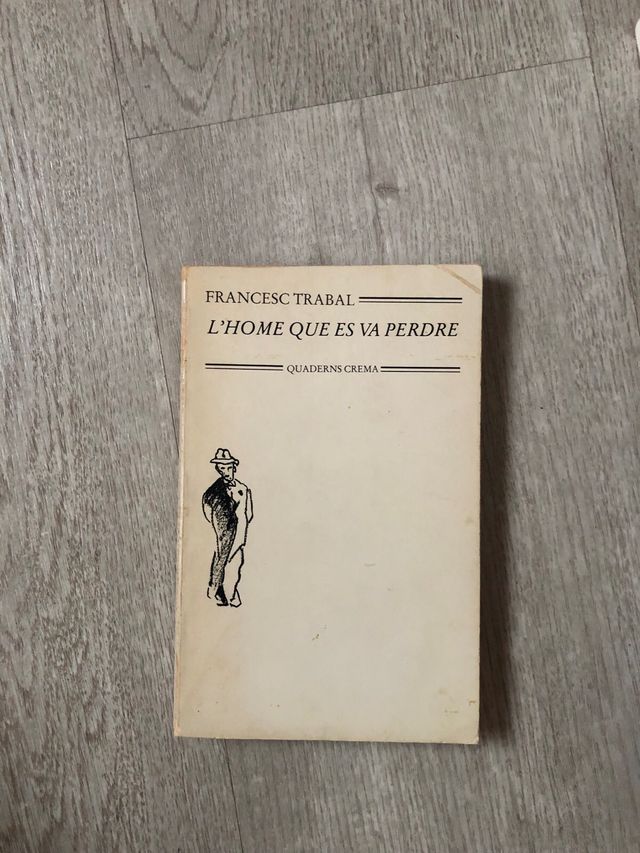 FRANCESC TRABAL
L'HOME QUE ES VA PERDRE
QUADERNS CREMA